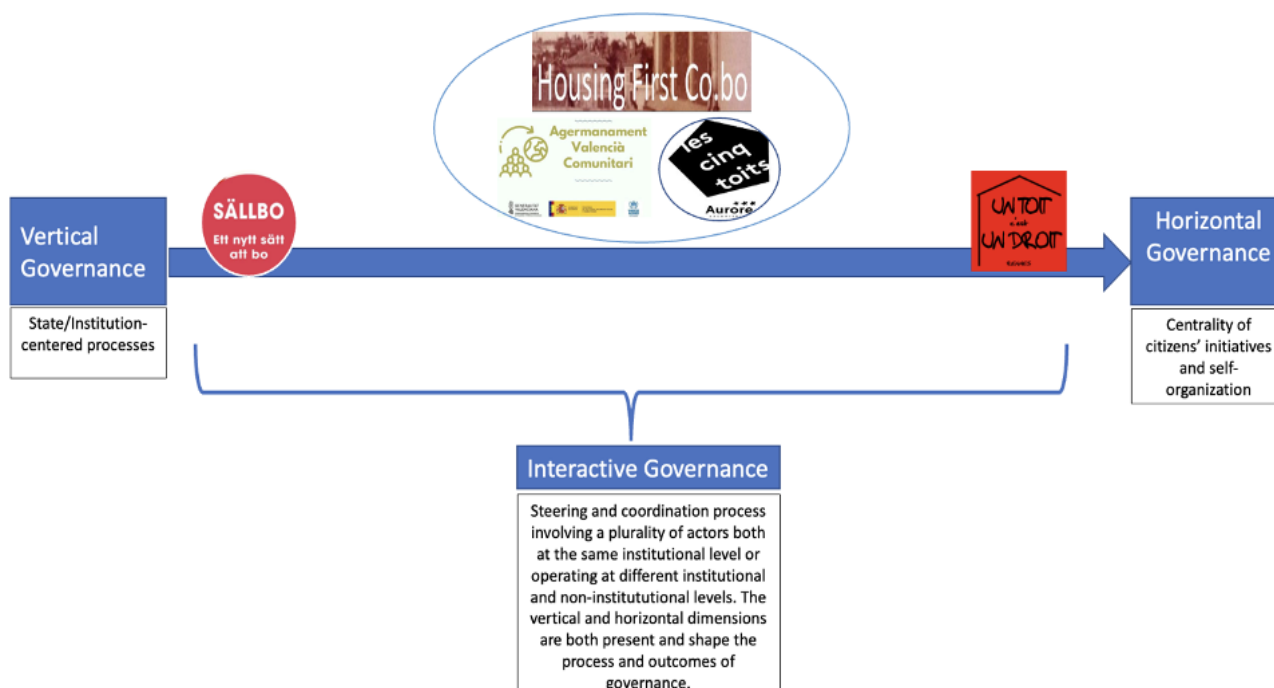 Housing First Co.bo
Agermanament
Valencià
Comunitari
les
cinq
toits
Aurore
SÄLLBO
Ett nytt sätt
att bo
UN TOIT
c'est
UN DROIT
Vertical
Governance
State/Institution-
centered processes
Horizontal
Governance
Centrality of
citizens' initiatives
and self-
organization
Interactive Governance
Steering and coordination process
involving a plurality of actors both
at the same institutional level or
operating at different institutional
and non-instititutional levels. The
vertical and horizontal dimensions
are both present and shape the
process and outcomes of
governance.